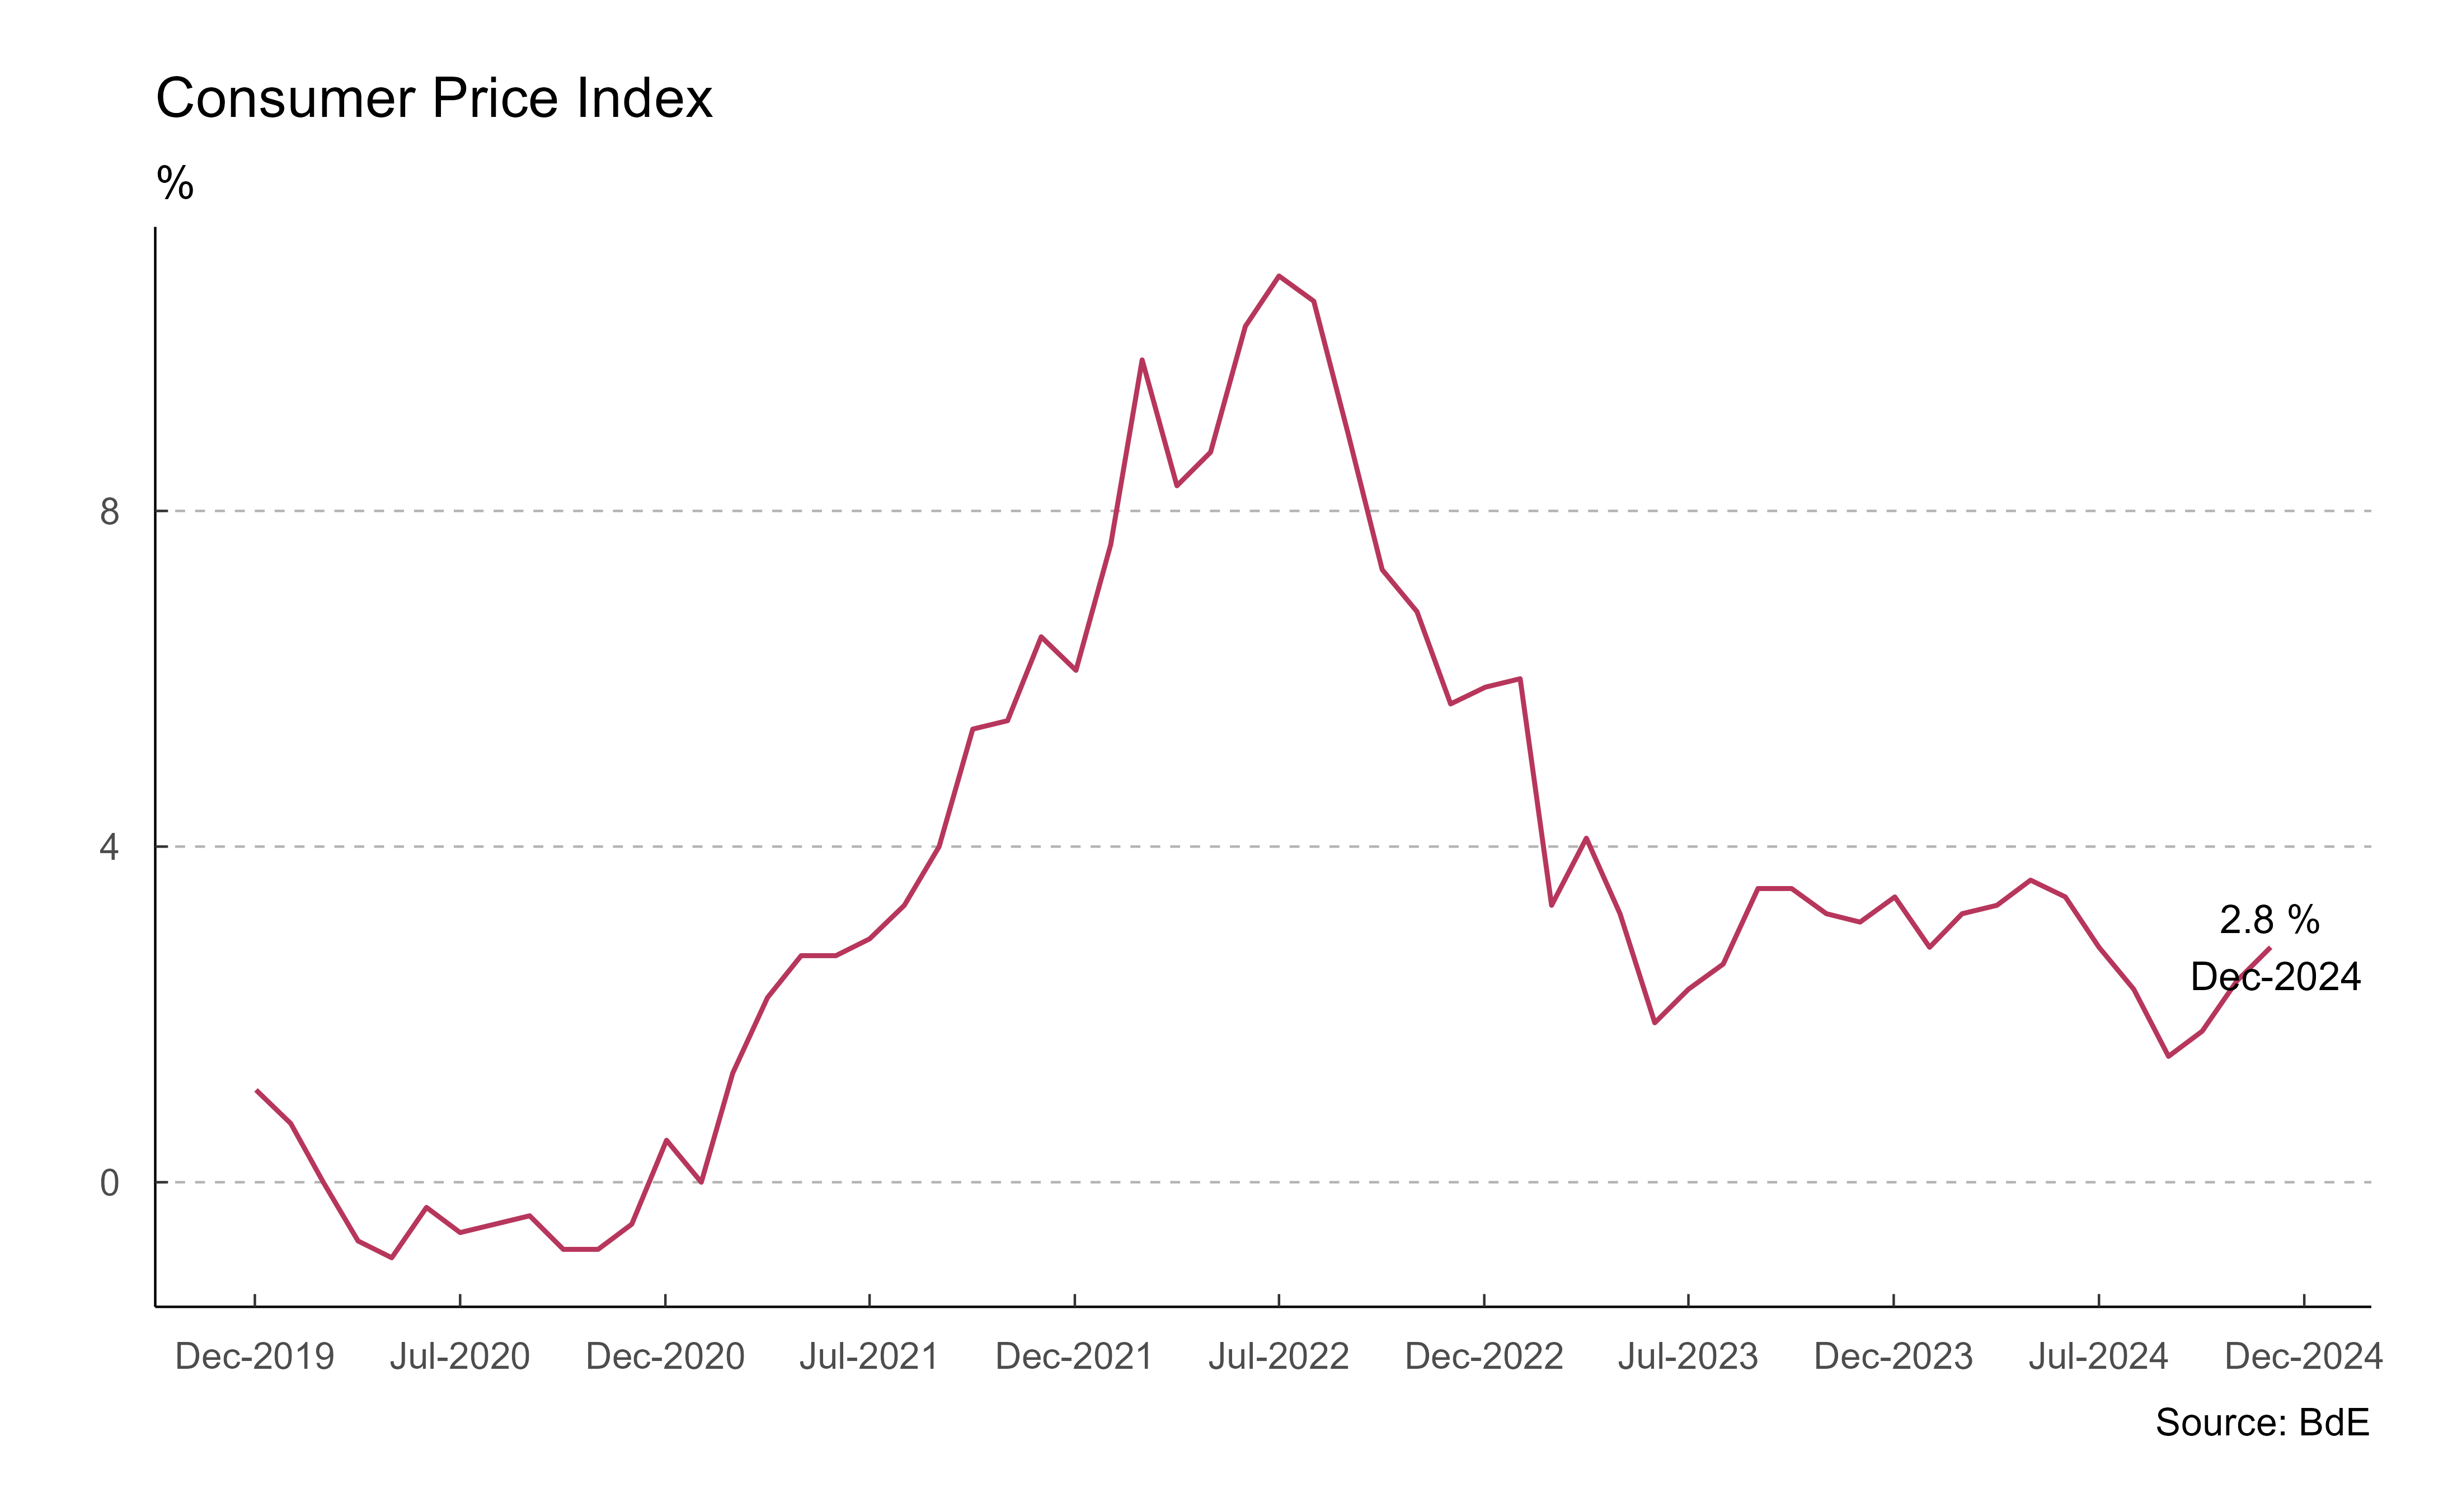 Consumer Price Index
%
8
4
0
2.8 %
Dec-2024
Dec-2019 Jul-2020 Dec-2020 Jul-2021 Dec-2021 Jul-2022 Dec-2022 Jul-2023 Dec-2023 Jul-2024 Dec-2024
Source: BdE